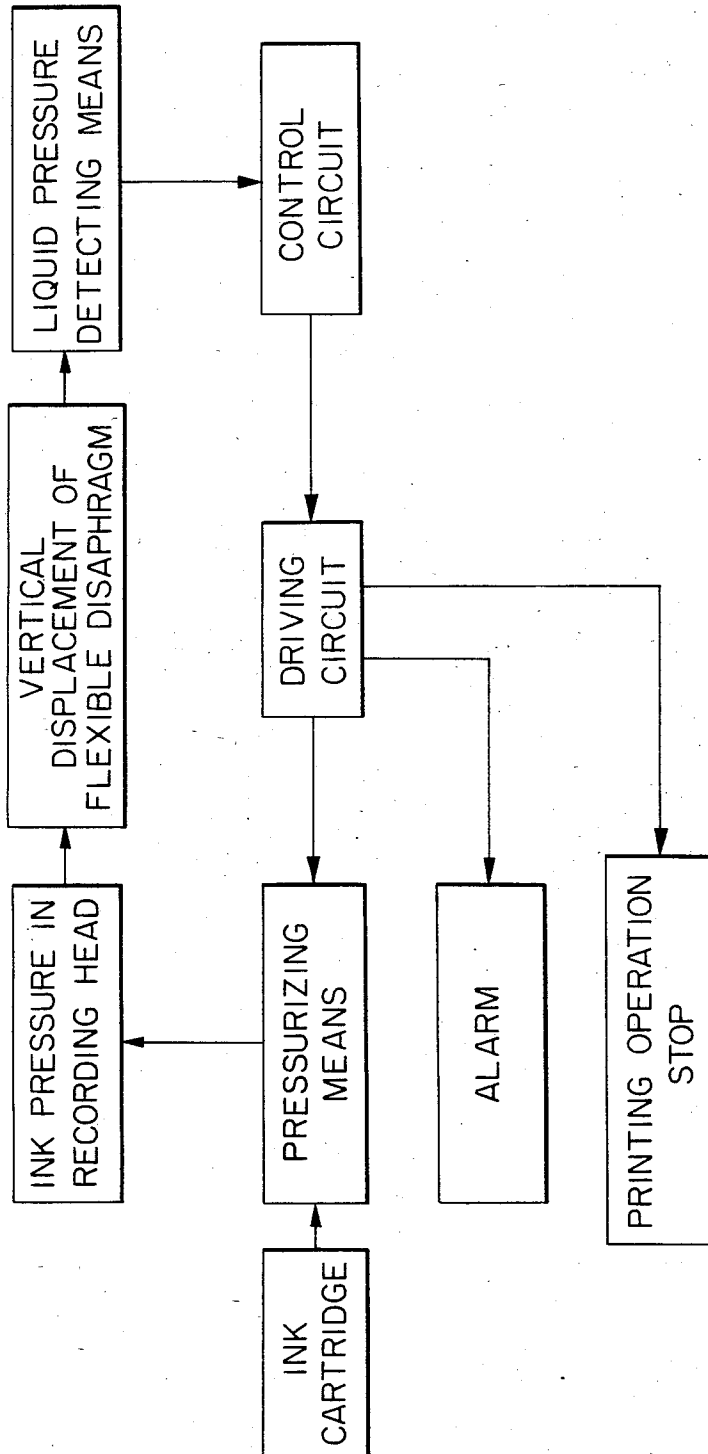 INK PRESSURE IN
RECORDING HEAD
VERTICAL
DISPLACEMENT OF
FLEXIBLE DISAPHRAGM
LIQUID PRESSURE
DETECTING MEANS
INK
CARTRIDGE
PRESSURIZING
MEANS
DRIVING
CIRCUIT
CONTROL
CIRCUIT
ALARM
PRINTING OPERATION
STOP